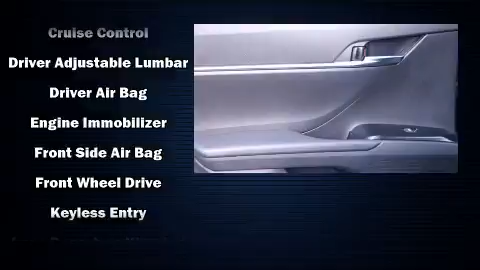 Cruise Control
Driver Adjustable Lumbar
Driver Air Bag
Engine Immobilizer
Front Side Air Bag
Front Wheel Drive
Keyless Entry